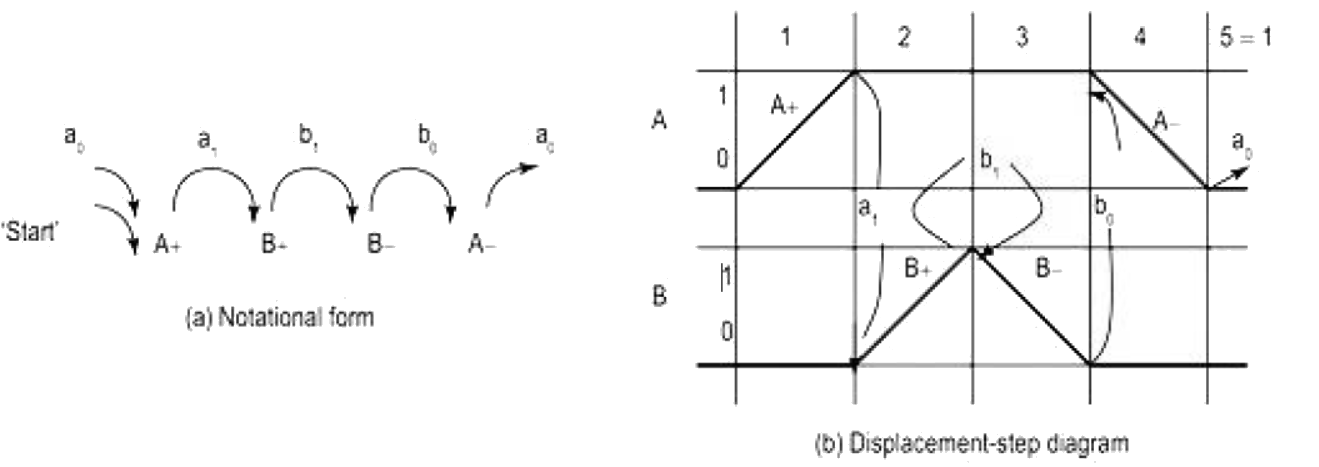 a₀ a₁ b₁ b₀ a₀
'Start'
A+ B+ B– A–
(a) Notational form
1 2 3 4 5 = 1
1
A+ A–
A
0 b₁ a₀
a₁ b₀
B+ B–
1
B
0
(b) Displacement-step diagram